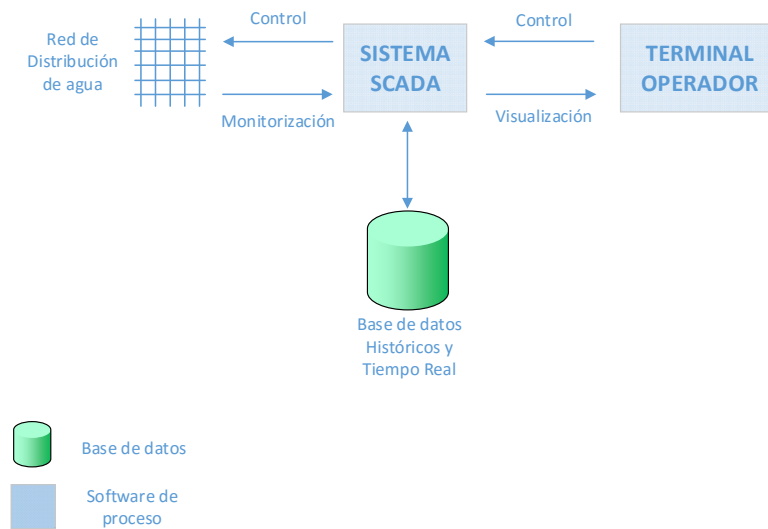 Red de
Distribución
de agua
Control
Monitorización
SISTEMA
SCADA
Control
Visualización
TERMINAL
OPERADOR
Base de datos
Históricos y
Tiempo Real
Base de datos
Software de
proceso